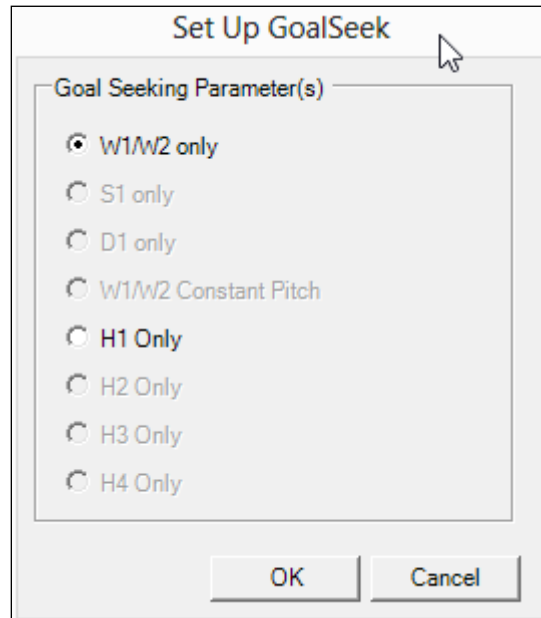 Set Up GoalSeek
Goal Seeking Parameter(s)
W1/W2 only
S1 only
D1 only
W1/W2 Constant Pitch
H1 Only
H2 Only
H3 Only
H4 Only
OK Cancel